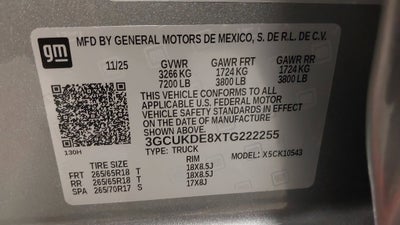 gm
MFD BY GENERAL MOTORS DE MEXICO, S. DE R.L. DE C.V.
11/25 GVWR GAWR FRT GAWR RR
3266 KG 1724 KG 1724 KG
7200 LB 3800 LB 3800 LB
THIS VEHICLE CONFORMS TO ALL
APPLICABLE U.S. FEDERAL MOTOR
VEHICLE SAFETY STANDARDS IN EFFECT
ON THE DATE OF MANUFACTURE SHOWN ABOVE.
3GCUKDE8XTG222255
130H TYPE: TRUCK MODEL: X5CK10543
TIRE SIZE RIM
FRT 265/65R18 T 18X8.5J
RR 265/65R18 T 18X8.5J
SPA 265/70R17 S 17X8J